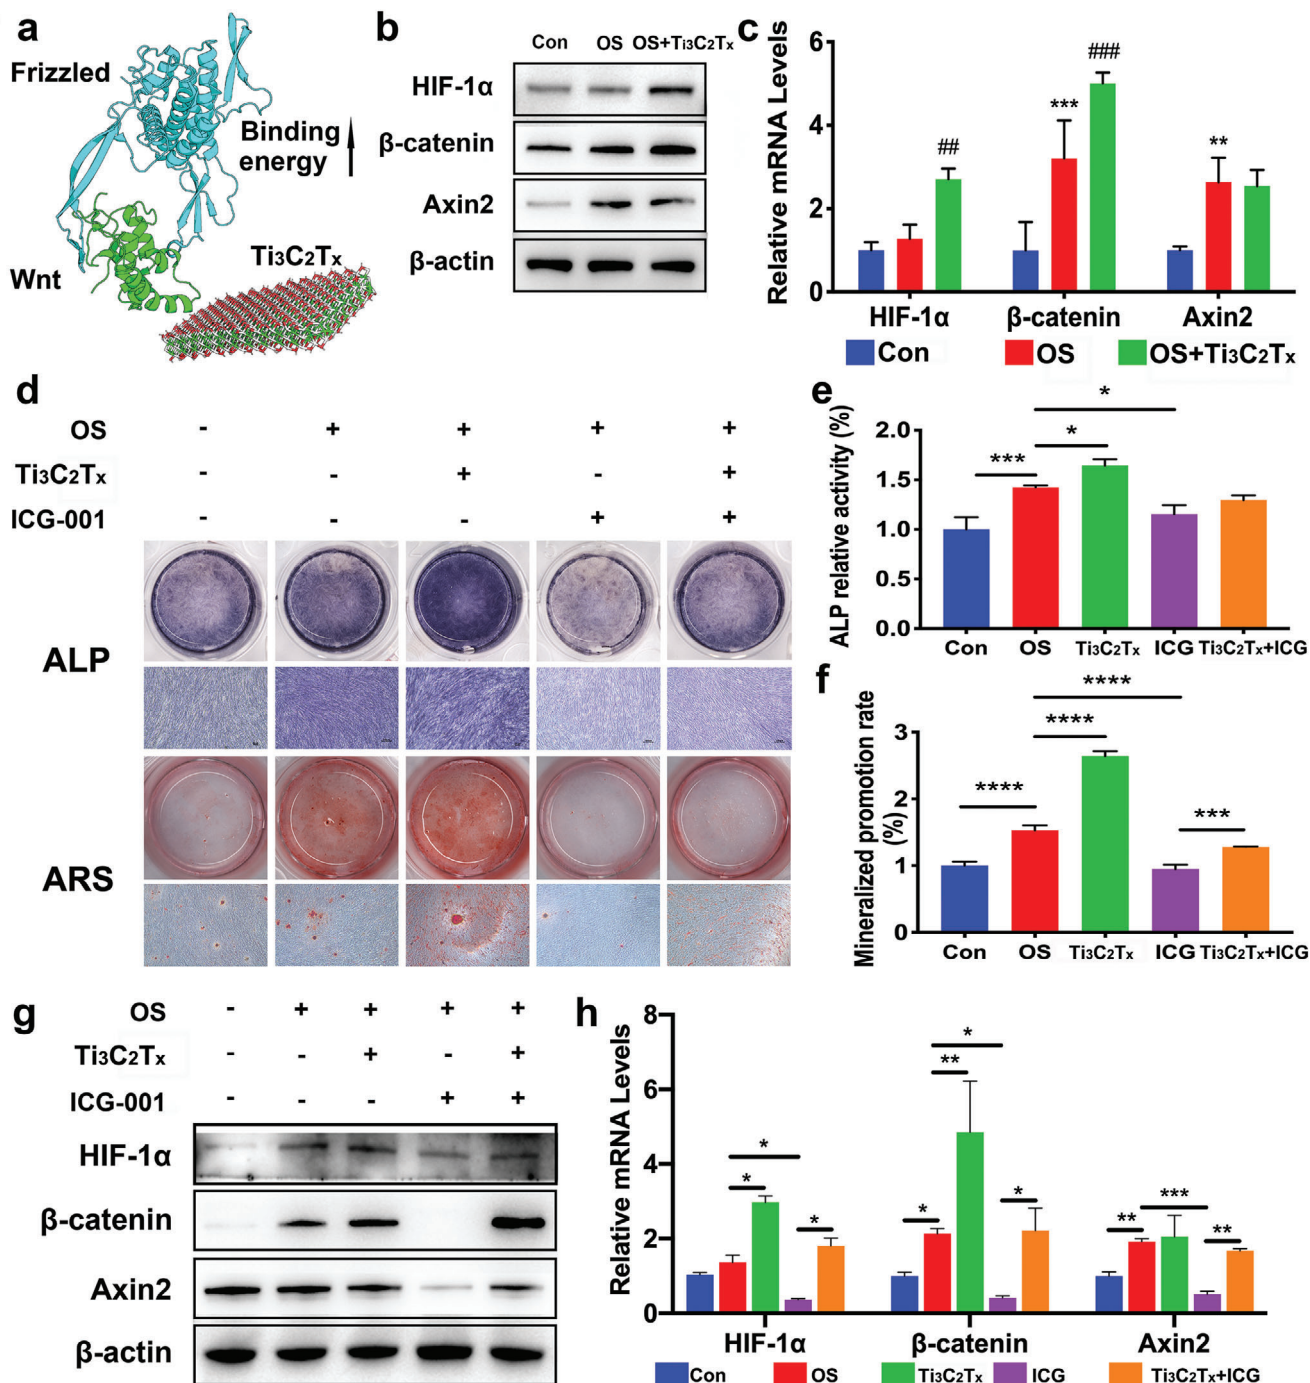 a
Frizzled
Binding
energy
Wnt
Ti3C2Tx
b
Con OS OS+Ti3C2Tx
HIF-1α
β-catenin
Axin2
β-actin
c
Relative mRNA Levels
6
4
2
0
##
***
###
**
HIF-1α β-catenin Axin2
Con OS OS+Ti3C2Tx
d
OS - + + + +
Ti3C2Tx - - + - +
ICG-001 - - - + +
ALP
ARS
e
ALP relative activity (%)
2.0
1.5
1.0
0.5
0.0
*
*
***
Con OS Ti3C2Tx ICG Ti3C2Tx+ICG
f
Mineralized promotion rate
(%)
3
2
1
0
****
****
****
***
Con OS Ti3C2Tx ICG Ti3C2Tx+ICG
g
OS - + + + +
Ti3C2Tx - - + - +
ICG-001 - - - + +
HIF-1α
β-catenin
Axin2
β-actin
h
Relative mRNA Levels
8
6
4
2
0
*
*
*
*
**
*
*
***
**
**
HIF-1α β-catenin Axin2
Con OS Ti3C2Tx ICG Ti3C2Tx+ICG